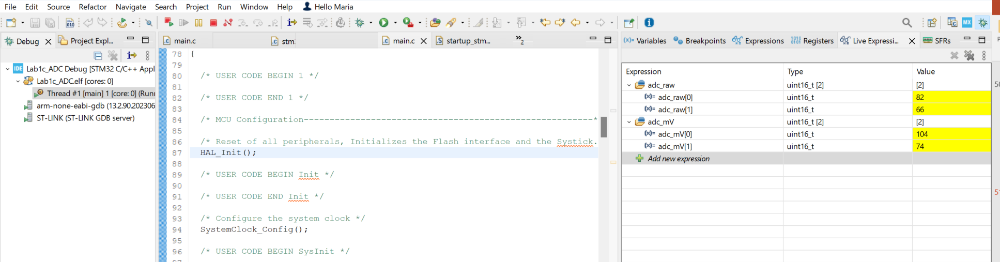 File Edit Source Refactor Navigate Search Project Run Window Help Hello Maria
Debug Project Expl...
Lab1c_ADC Debug [STM32 C/C++ Appl
Lab1c_ADC.elf [cores: 0]
Thread #1 [main] 1 [core: 0] (Runn
arm-none-eabi-gdb (13.2.90.202306
ST-LINK (ST-LINK GDB server)
main.c stm main.c startup_stm... »2
78 {
79
80 /* USER CODE BEGIN 1 */
81
82 /* USER CODE END 1 */
83
84 /* MCU Configuration--------------------------------------------------------*
85
86 /* Reset of all peripherals, Initializes the Flash interface and the Systick.
87 HAL_Init();
88
89 /* USER CODE BEGIN Init */
90
91 /* USER CODE END Init */
92
93 /* Configure the system clock */
94 SystemClock_Config();
95
96 /* USER CODE BEGIN SysInit */
(x)= Variables Breakpoints Expressions Registers Live Expressi... SFRs
Expression Type Value
adc_raw uint16_t [2] [2]
(x)= adc_raw[0] uint16_t 82
(x)= adc_raw[1] uint16_t 66
adc_mV uint16_t [2] [2]
(x)= adc_mV[0] uint16_t 104
(x)= adc_mV[1] uint16_t 74
Add new expression